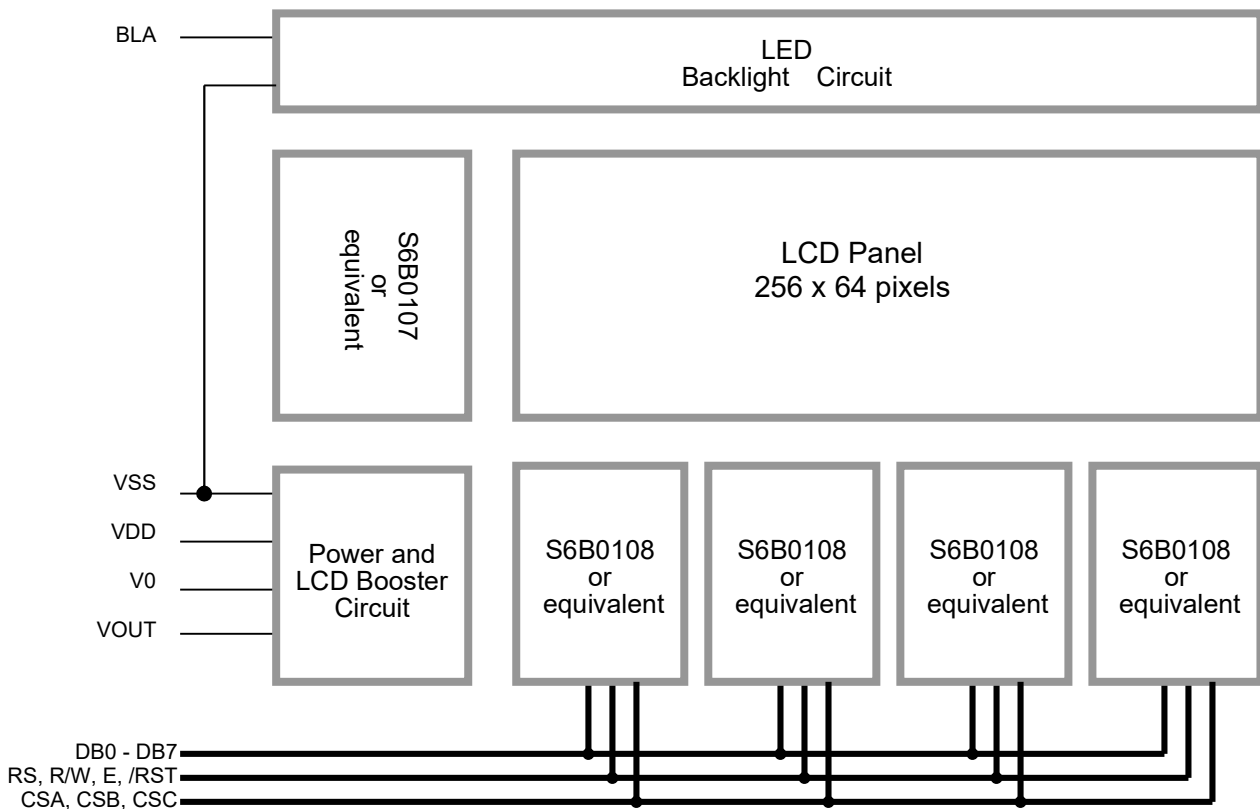 BLA
LED
Backlight Circuit
S6B0107
or
equivalent
LCD Panel
256 x 64 pixels
VSS
VDD
V0
VOUT
Power and
LCD Booster
Circuit
S6B0108
or
equivalent
S6B0108
or
equivalent
S6B0108
or
equivalent
S6B0108
or
equivalent
DB0 - DB7
RS, R/W, E, /RST
CSA, CSB, CSC